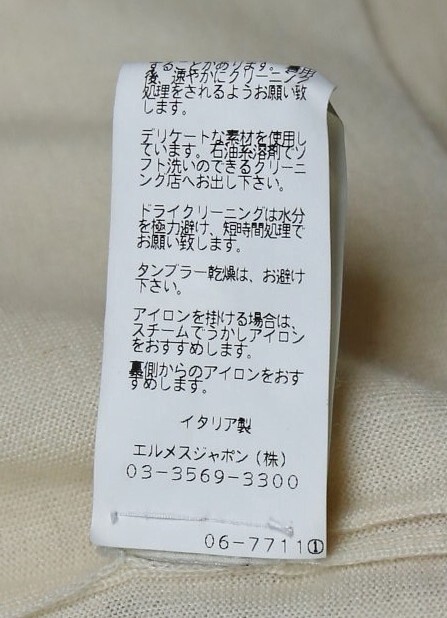 することがあります。着用
後、速やかにクリーニング
処理をされるようお願い致
します。
デリケートな素材を使用し
ています。石油系溶剤でソ
フト洗いのできるクリーニ
ング店へお出し下さい。
ドライクリーニングは水分
を極力避け、短時間処理で
お願い致します。
タンブラー乾燥は、お避け
下さい。
アイロンを掛ける場合は、
スチームでうかしアイロン
をおすすめします。
裏側からのアイロンをおす
すめします。
イタリア製
エルメスジャポン(株)
03-3569-3300
06-7711①